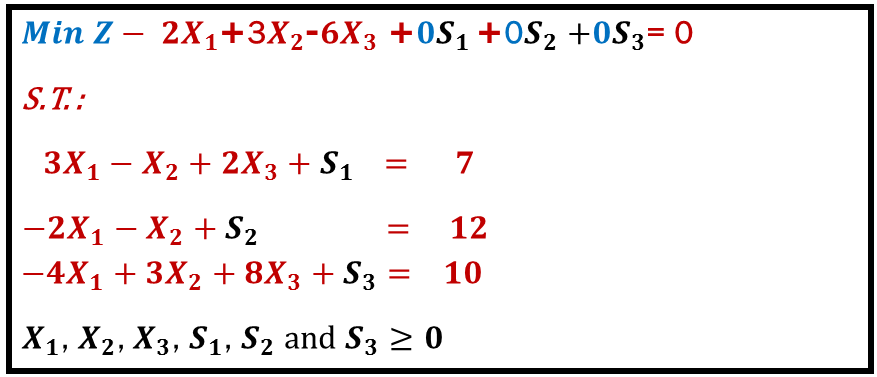 Min Z − 2X₁+3X₂-6X₃ +0S₁ +0S₂ +0S₃= 0
S.T.:
3X₁ − X₂ + 2X₃ + S₁ = 7
−2X₁ − X₂ + S₂ = 12
−4X₁ + 3X₂ + 8X₃ + S₃ = 10
X₁, X₂, X₃, S₁, S₂ and S₃ ≥ 0